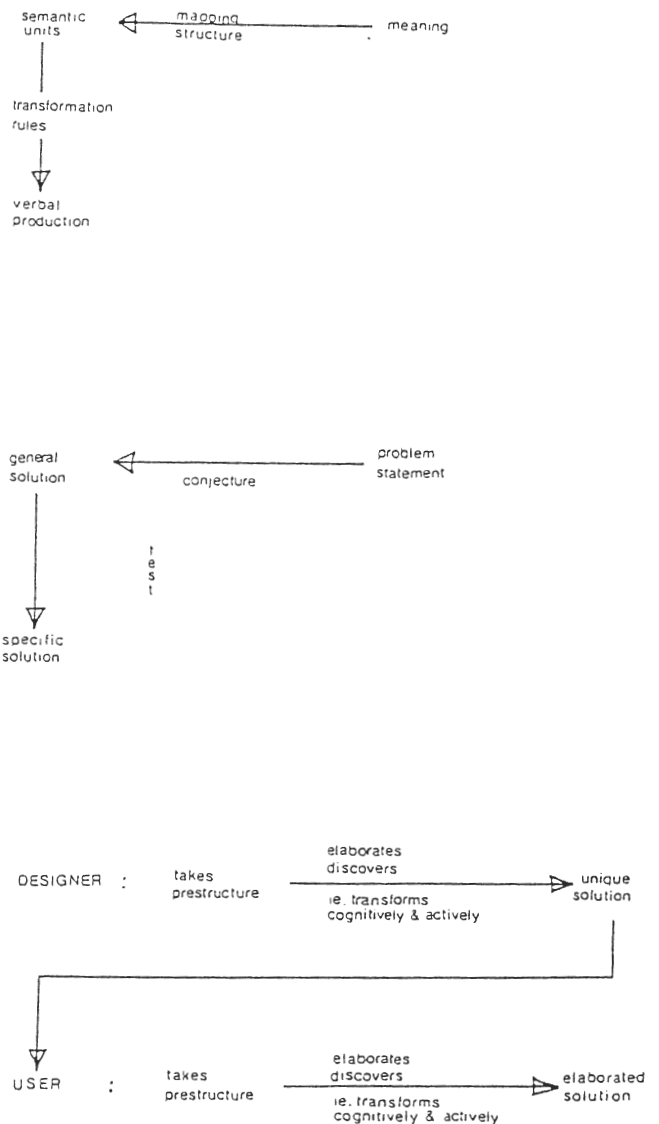 semantic
units
mapping
structure
meaning
transformation
rules
verbal
production
general
solution
conjecture
problem
statement
test
specific
solution
DESIGNER :
takes
prestructure
elaborates
discovers
ie. transforms
cognitively & actively
unique
solution
USER :
takes
prestructure
elaborates
discovers
ie. transforms
cognitively & actively
elaborated
solution